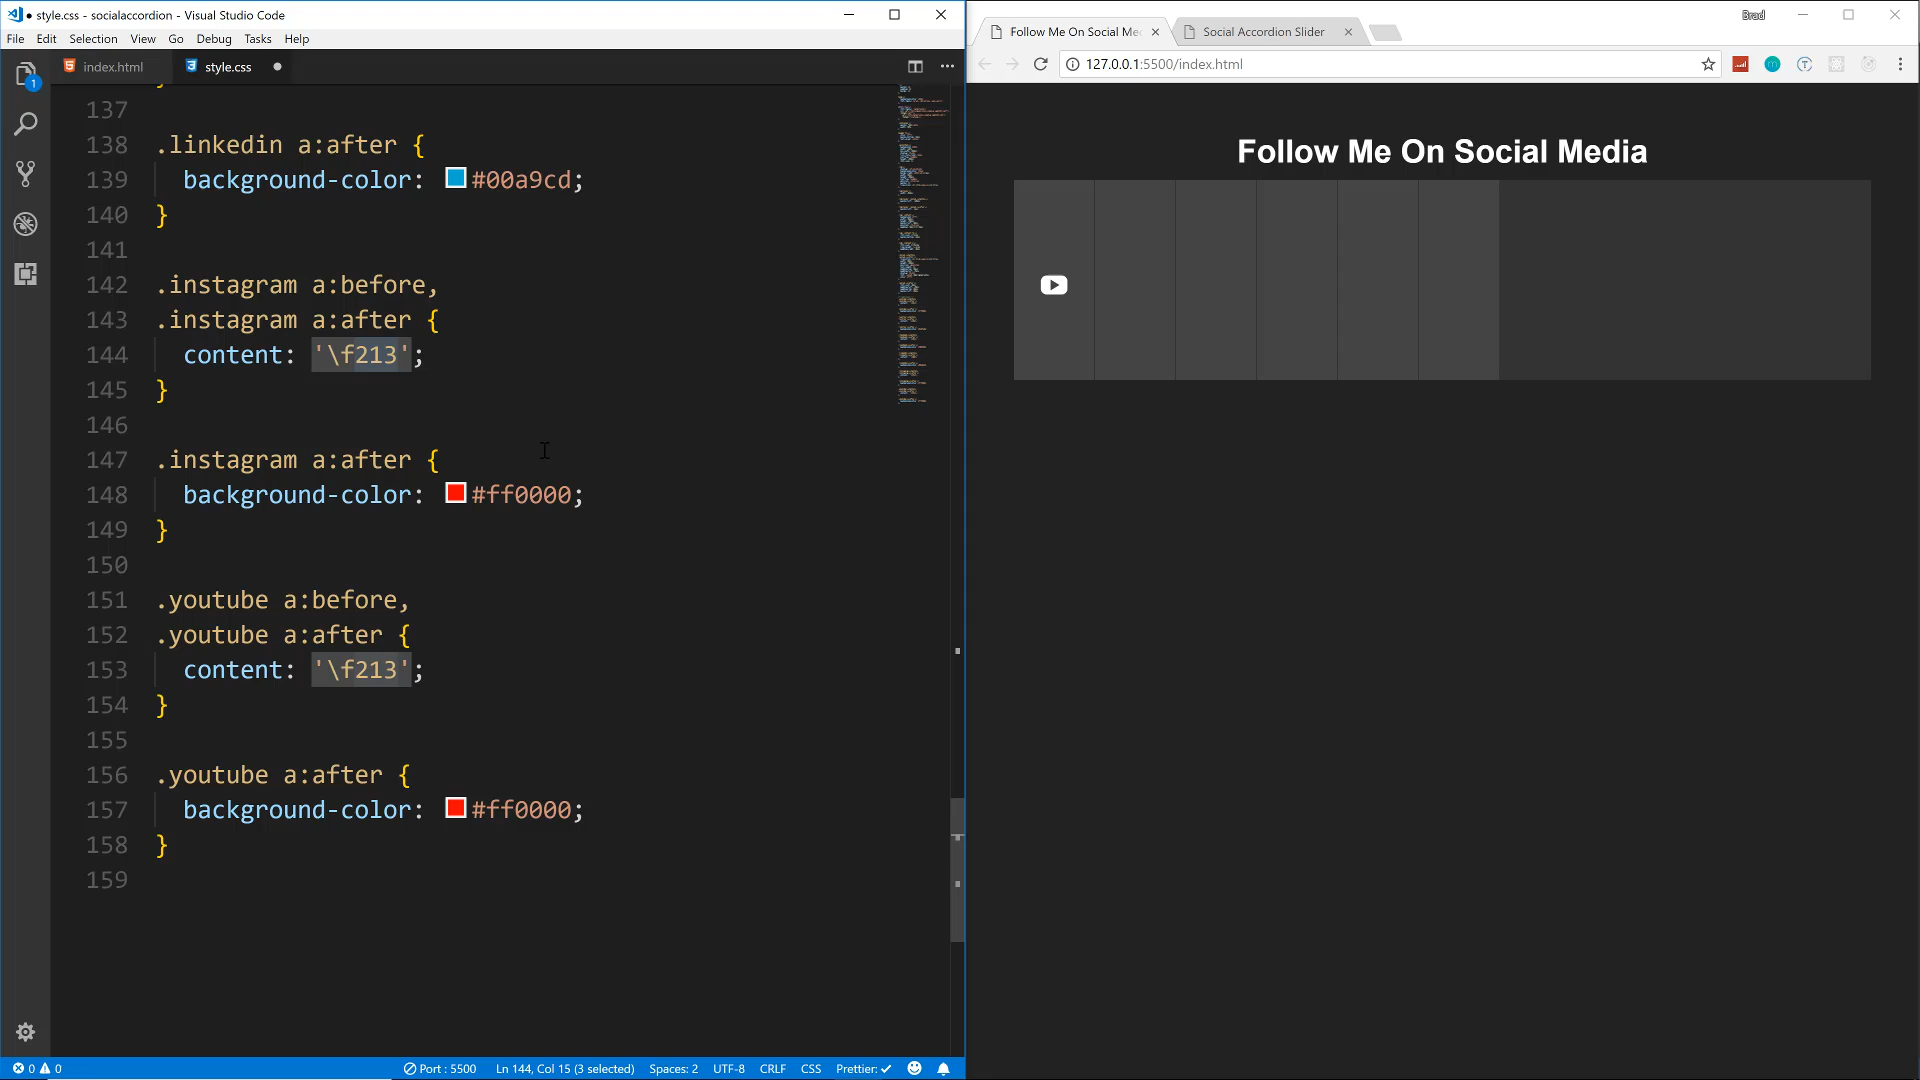 style.css - socialaccordion - Visual Studio Code
File Edit Selection View Go Debug Tasks Help
index.html style.css
1
137
138 .linkedin a:after {
139 background-color: #00a9cd;
140 }
141
142 .instagram a:before,
143 .instagram a:after {
144 content: '\f213';
145 }
146
147 .instagram a:after {
148 background-color: #ff0000;
149 }
150
151 .youtube a:before,
152 .youtube a:after {
153 content: '\f213';
154 }
155
156 .youtube a:after {
157 background-color: #ff0000;
158 }
159
0 0 Port : 5500 Ln 144, Col 15 (3 selected) Spaces: 2 UTF-8 CRLF CSS Prettier: ✓
Brad
Follow Me On Social Me Social Accordion Slider
127.0.0.1:5500/index.html
Follow Me On Social Media